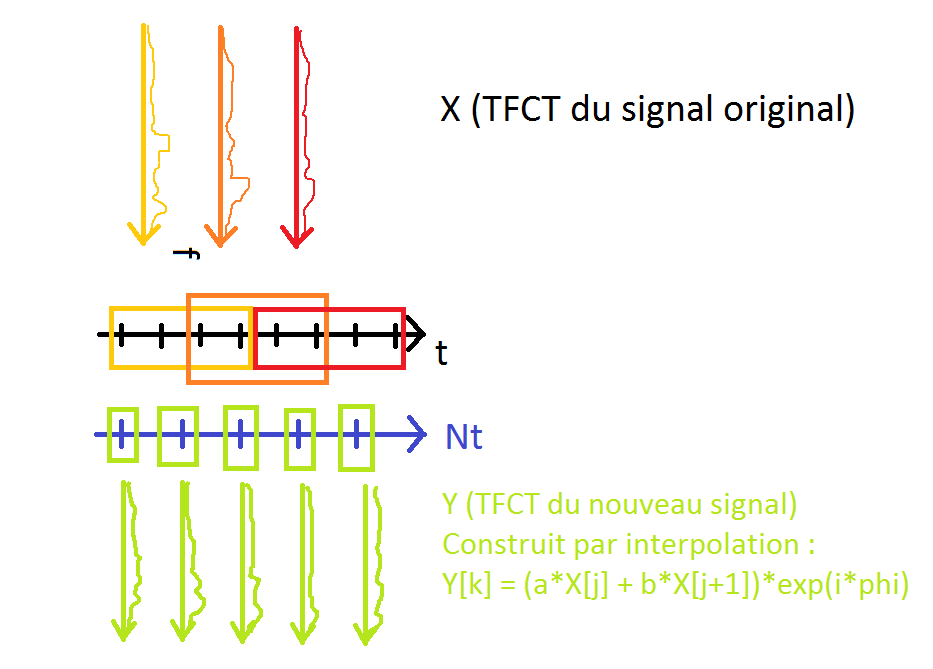 X (TFCT du signal original)
f
t
Nt
Y (TFCT du nouveau signal)
Construit par interpolation :
Y[k] = (a*X[j] + b*X[j+1])*exp(i*phi)